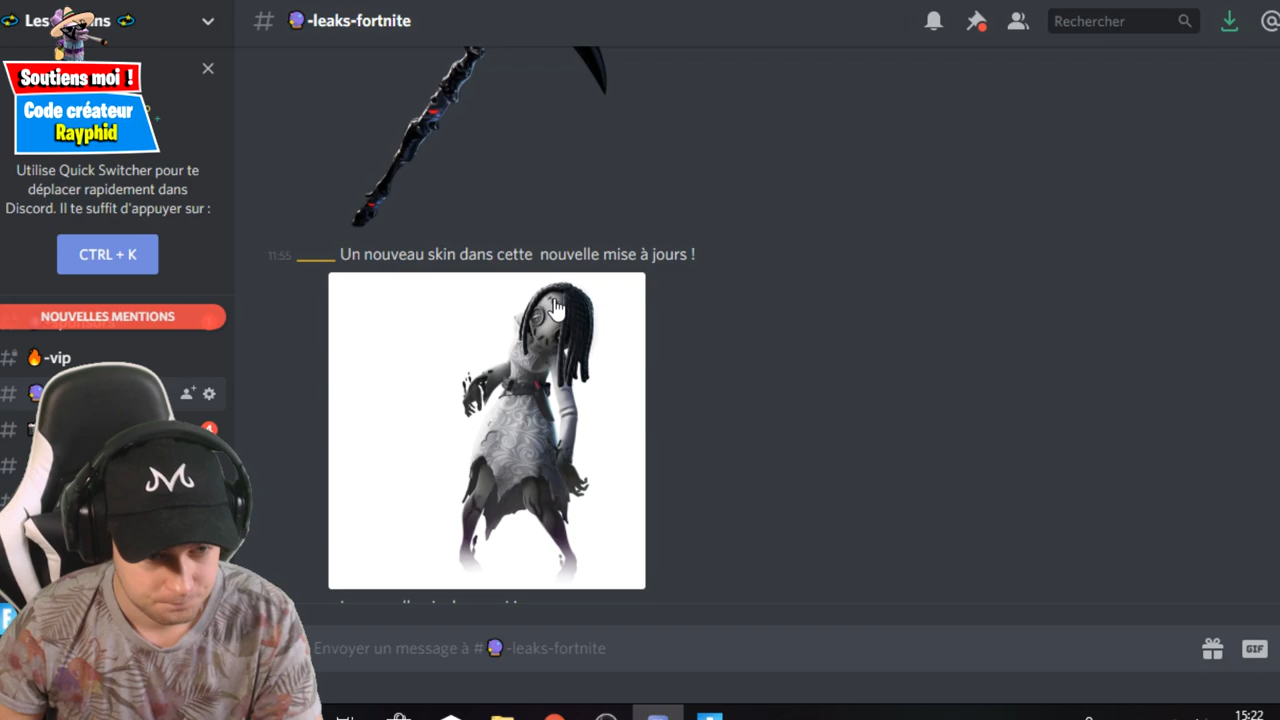 Les
ns
-leaks-fortnite
Rechercher
Soutiens moi !
Code créateur
Rayphid
Utilise Quick Switcher pour te
déplacer rapidement dans
Discord. Il te suffit d'appuyer sur :
CTRL + K
11:55
Un nouveau skin dans cette nouvelle mise à jours !
NOUVELLES MENTIONS
-vip
Envoyer un message à # -leaks-fortnite
GIF
15:22